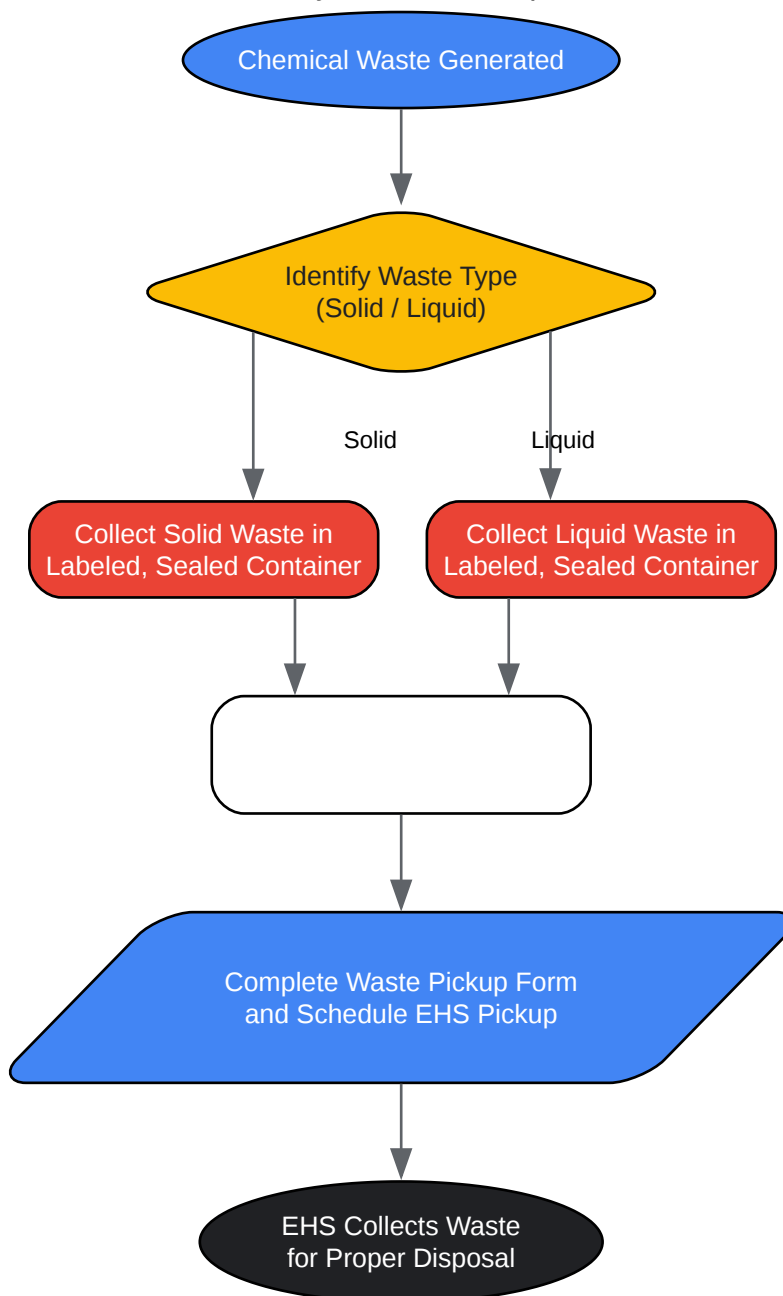 Chemical Waste Generated
Identify Waste Type
(Solid / Liquid)
Solid
Liquid
Collect Solid Waste in
Labeled, Sealed Container
Collect Liquid Waste in
Labeled, Sealed Container
Complete Waste Pickup Form
and Schedule EHS Pickup
EHS Collects Waste
for Proper Disposal